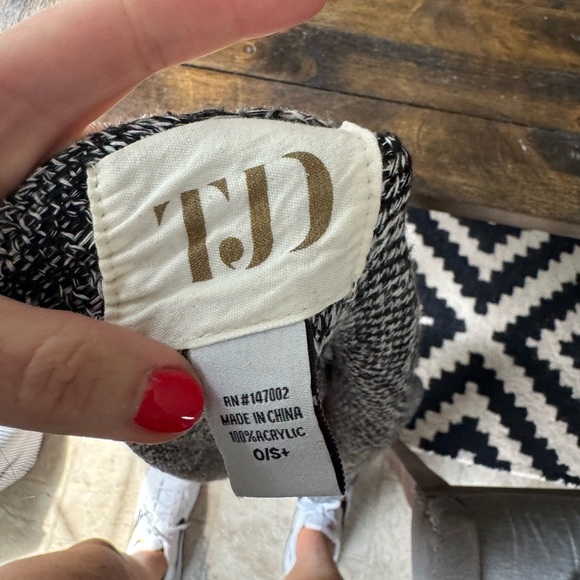 TJD
RN#147002
MADE IN CHINA
100%ACRYLIC
O/S+